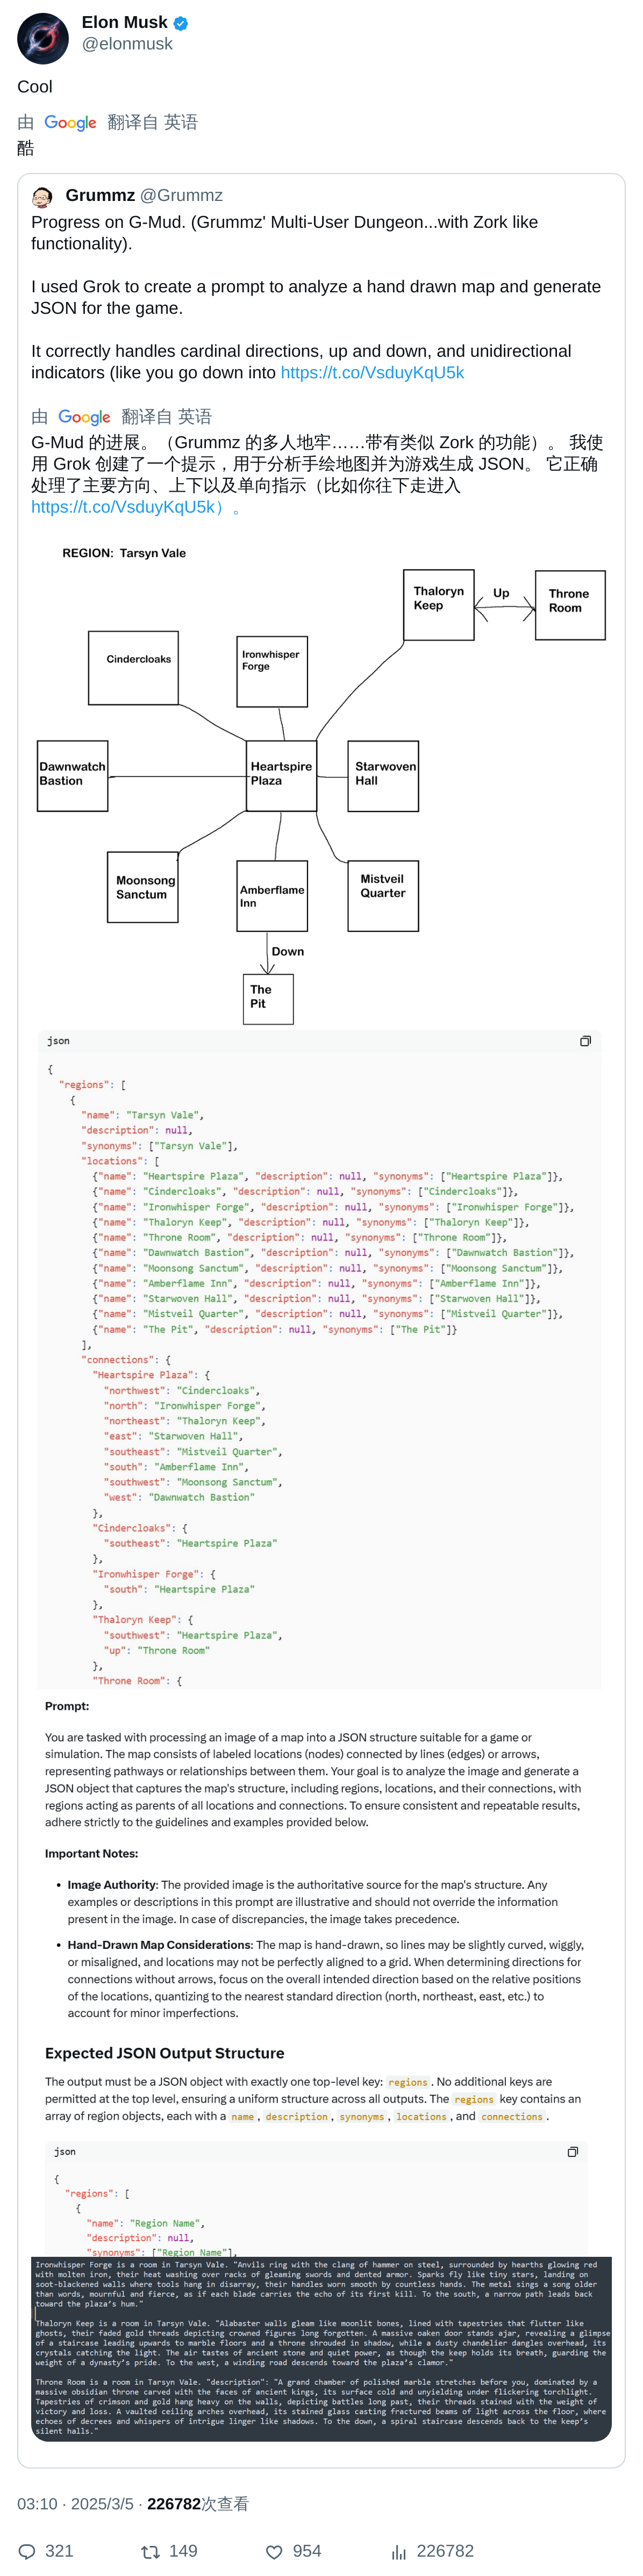 Elon Musk
@elonmusk
Cool
由 Google 翻译自 英语
酷
Grummz @Grummz
Progress on G-Mud. (Grummz' Multi-User Dungeon...with Zork like
functionality).
I used Grok to create a prompt to analyze a hand drawn map and generate
JSON for the game.
It correctly handles cardinal directions, up and down, and unidirectional
indicators (like you go down into https://t.co/VsduyKqU5k
由 Google 翻译自 英语
G-Mud 的进展。（Grummz 的多人地牢……带有类似 Zork 的功能）。 我使
用 Grok 创建了一个提示，用于分析手绘地图并为游戏生成 JSON。 它正确
处理了主要方向、上下以及单向指示（比如你往下走进入
https://t.co/VsduyKqU5k）。
REGION: Tarsyn Vale
Thaloryn
Keep
Up
Throne
Room
Cindercloaks
Ironwhisper
Forge
Dawnwatch
Bastion
Heartspire
Plaza
Starwoven
Hall
Moonsong
Sanctum
Amberflame
Inn
Mistveil
Quarter
Down
The
Pit
json
{
"regions": [
{
"name": "Tarsyn Vale",
"description": null,
"synonyms": ["Tarsyn Vale"],
"locations": [
{"name": "Heartspire Plaza", "description": null, "synonyms": ["Heartspire Plaza"]},
{"name": "Cindercloaks", "description": null, "synonyms": ["Cindercloaks"]},
{"name": "Ironwhisper Forge", "description": null, "synonyms": ["Ironwhisper Forge"]},
{"name": "Thaloryn Keep", "description": null, "synonyms": ["Thaloryn Keep"]},
{"name": "Throne Room", "description": null, "synonyms": ["Throne Room"]},
{"name": "Dawnwatch Bastion", "description": null, "synonyms": ["Dawnwatch Bastion"]},
{"name": "Moonsong Sanctum", "description": null, "synonyms": ["Moonsong Sanctum"]},
{"name": "Amberflame Inn", "description": null, "synonyms": ["Amberflame Inn"]},
{"name": "Starwoven Hall", "description": null, "synonyms": ["Starwoven Hall"]},
{"name": "Mistveil Quarter", "description": null, "synonyms": ["Mistveil Quarter"]},
{"name": "The Pit", "description": null, "synonyms": ["The Pit"]}
],
"connections": {
"Heartspire Plaza": {
"northwest": "Cindercloaks",
"north": "Ironwhisper Forge",
"northeast": "Thaloryn Keep",
"east": "Starwoven Hall",
"southeast": "Mistveil Quarter",
"south": "Amberflame Inn",
"southwest": "Moonsong Sanctum",
"west": "Dawnwatch Bastion"
},
"Cindercloaks": {
"southeast": "Heartspire Plaza"
},
"Ironwhisper Forge": {
"south": "Heartspire Plaza"
},
"Thaloryn Keep": {
"southwest": "Heartspire Plaza",
"up": "Throne Room"
},
"Throne Room": {
Prompt:
You are tasked with processing an image of a map into a JSON structure suitable for a game or
simulation. The map consists of labeled locations (nodes) connected by lines (edges) or arrows,
representing pathways or relationships between them. Your goal is to analyze the image and generate a
JSON object that captures the map's structure, including regions, locations, and their connections, with
regions acting as parents of all locations and connections. To ensure consistent and repeatable results,
adhere strictly to the guidelines and examples provided below.
Important Notes:
• Image Authority: The provided image is the authoritative source for the map's structure. Any
examples or descriptions in this prompt are illustrative and should not override the information
present in the image. In case of discrepancies, the image takes precedence.
• Hand-Drawn Map Considerations: The map is hand-drawn, so lines may be slightly curved, wiggly,
or misaligned, and locations may not be perfectly aligned to a grid. When determining directions for
connections without arrows, focus on the overall intended direction based on the relative positions
of the locations, quantizing to the nearest standard direction (north, northeast, east, etc.) to
account for minor imperfections.
Expected JSON Output Structure
The output must be a JSON object with exactly one top-level key: regions. No additional keys are
permitted at the top level, ensuring a uniform structure across all outputs. The regions key contains an
array of region objects, each with a name, description, synonyms, locations, and connections.
json
{
"regions": [
{
"name": "Region Name",
"description": null,
"synonyms": ["Region Name"],
Ironwhisper Forge is a room in Tarsyn Vale. "Anvils ring with the clang of hammer on steel, surrounded by hearths glowing red
with molten iron, their heat washing over racks of gleaming swords and dented armor. Sparks fly like tiny stars, landing on
soot-blackened walls where tools hang in disarray, their handles worn smooth by countless hands. The metal sings a song older
than words, mournful and fierce, as if each blade carries the echo of its first kill. To the south, a narrow path leads back
toward the plaza's hum."
Thaloryn Keep is a room in Tarsyn Vale. "Alabaster walls gleam like moonlit bones, lined with tapestries that flutter like
ghosts, their faded gold threads depicting crowned figures long forgotten. A massive oaken door stands ajar, revealing a glimpse
of a staircase leading upwards to marble floors and a throne shrouded in shadow, while a dusty chandelier dangles overhead, its
crystals catching the light. The air tastes of ancient stone and quiet power, as though the keep holds its breath, guarding the
weight of a dynasty's pride. To the west, a winding road descends toward the plaza's clamor."
Throne Room is a room in Tarsyn Vale. "description": "A grand chamber of polished marble stretches before you, dominated by a
massive obsidian throne carved with the faces of ancient kings, its surface cold and unyielding under flickering torchlight.
Tapestries of crimson and gold hang heavy on the walls, depicting battles long past, their threads stained with the weight of
victory and loss. A vaulted ceiling arches overhead, its stained glass casting fractured beams of light across the floor, where
echoes of decrees and whispers of intrigue linger like shadows. To the down, a spiral staircase descends back to the keep's
silent halls."
03:10 · 2025/3/5 · 226782次查看
321 149 954 226782